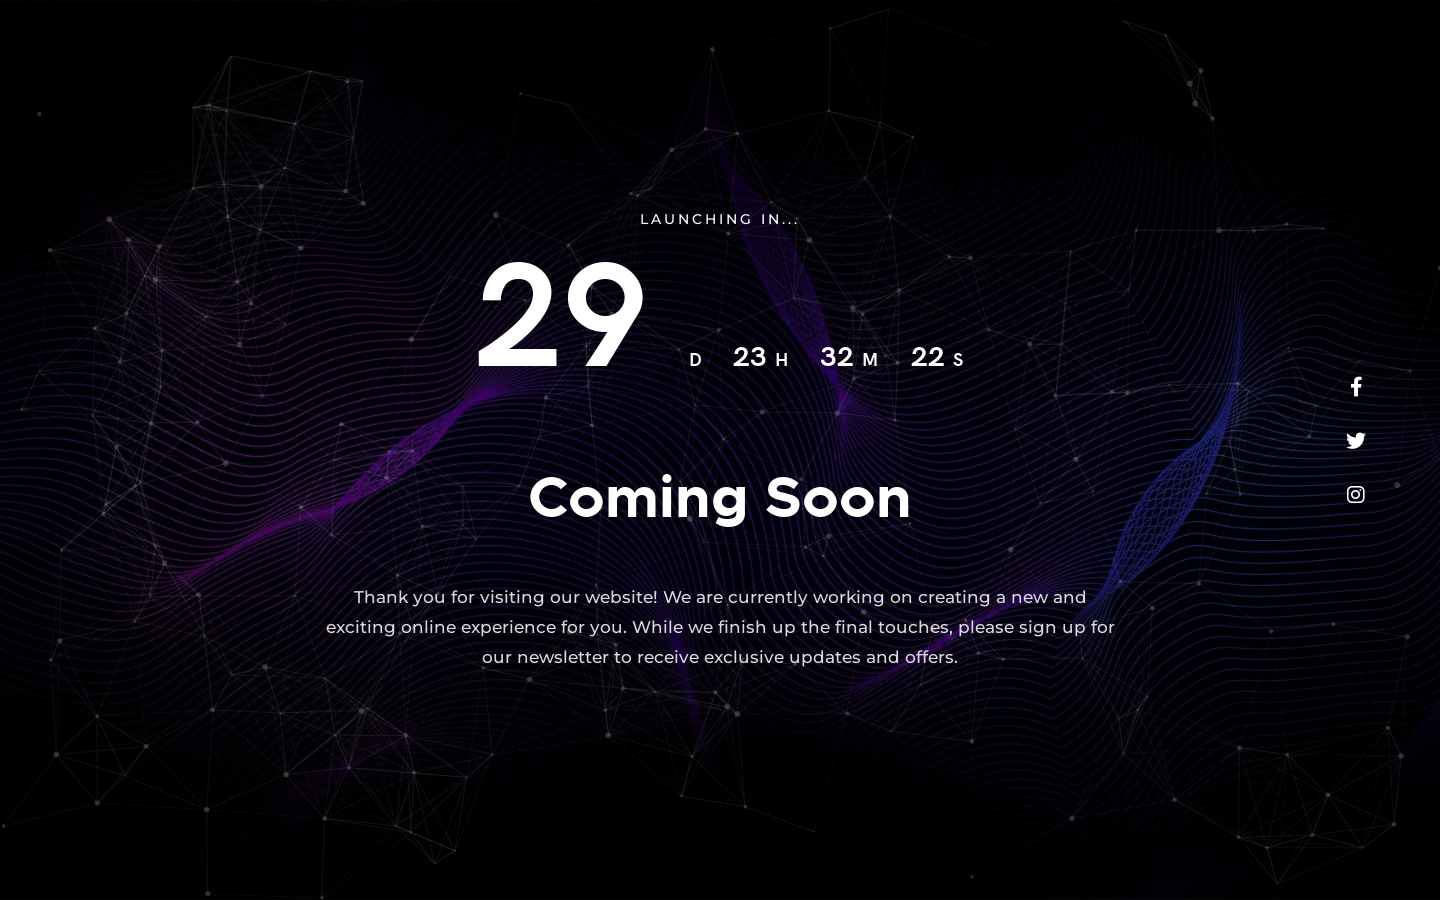 LAUNCHING IN...
29 D 23 H 32 M 22 S
Coming Soon
Thank you for visiting our website! We are currently working on creating a new and
exciting online experience for you. While we finish up the final touches, please sign up for
our newsletter to receive exclusive updates and offers.